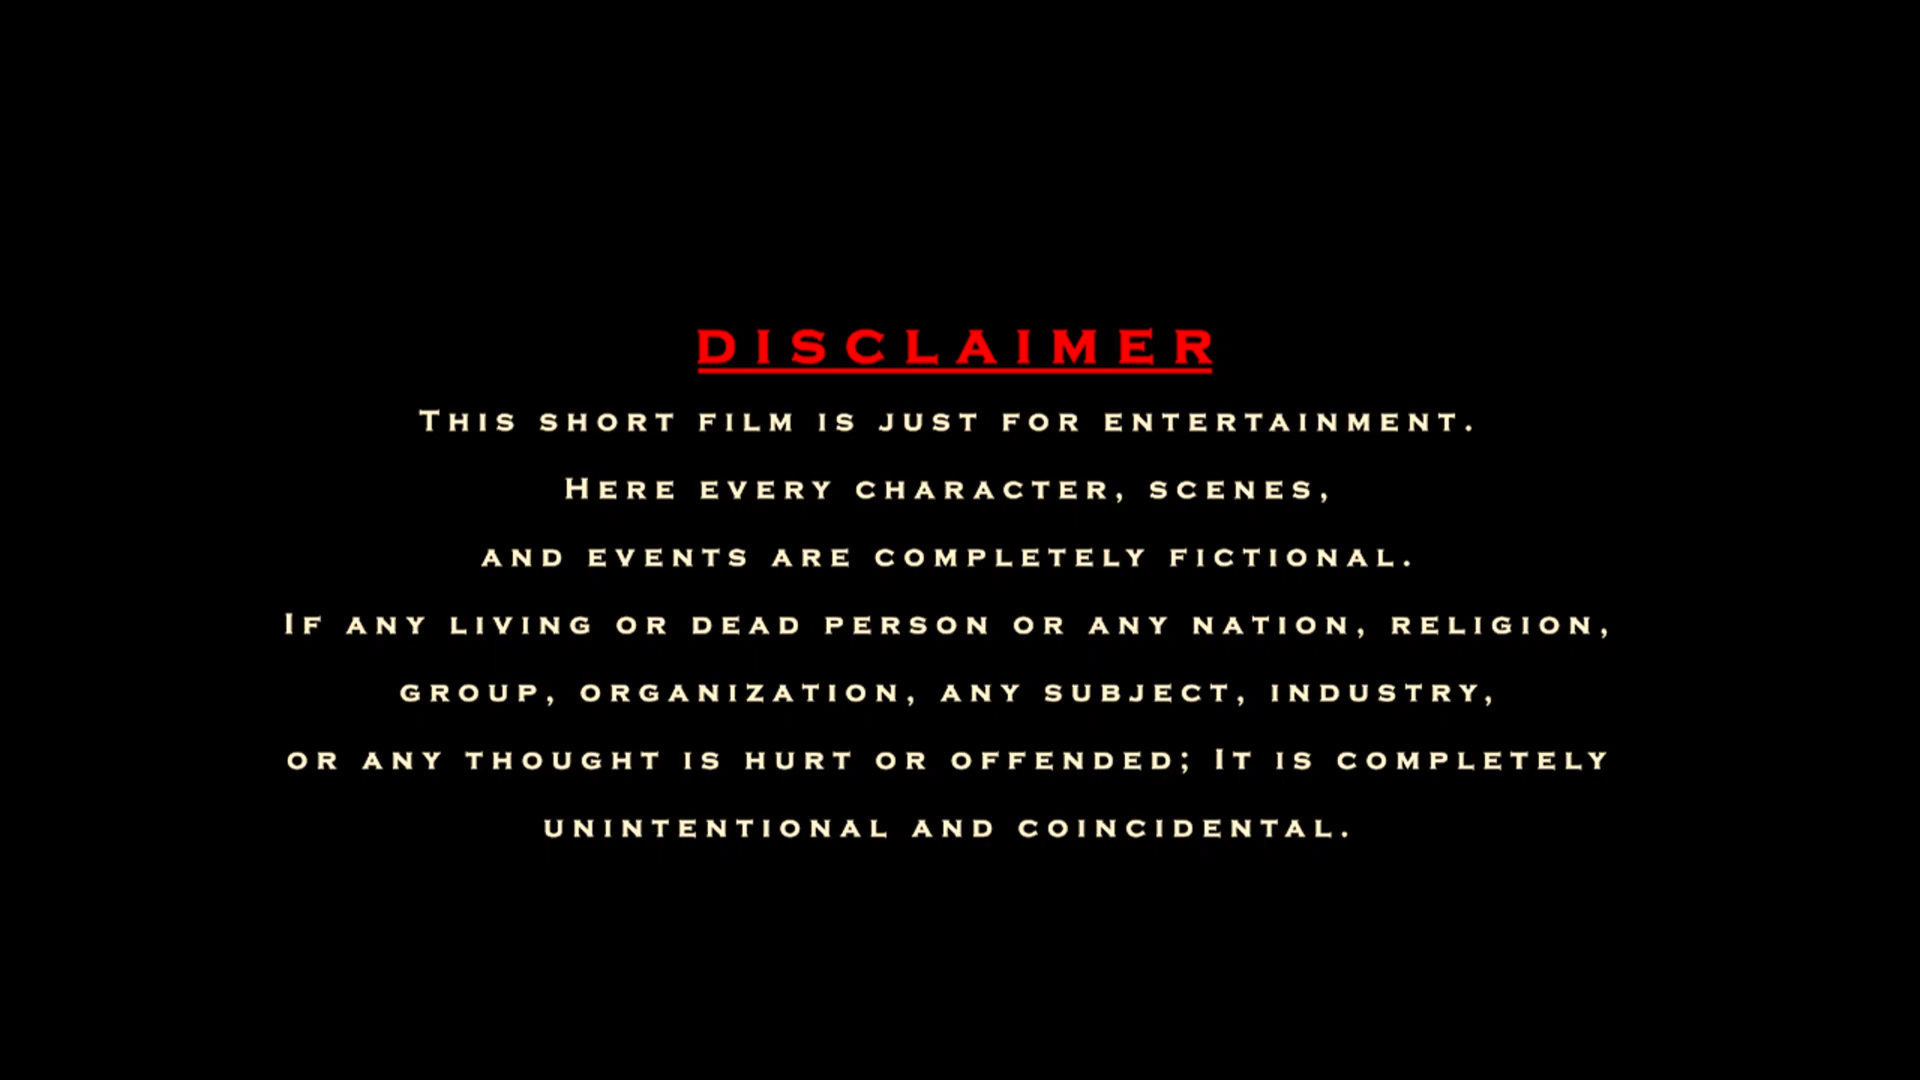 DISCLAIMER
This short film is just for entertainment.
Here every character, scenes,
and events are completely fictional.
If any living or dead person or any nation, religion,
group, organization, any subject, industry,
or any thought is hurt or offended; It is completely
unintentional and coincidental.